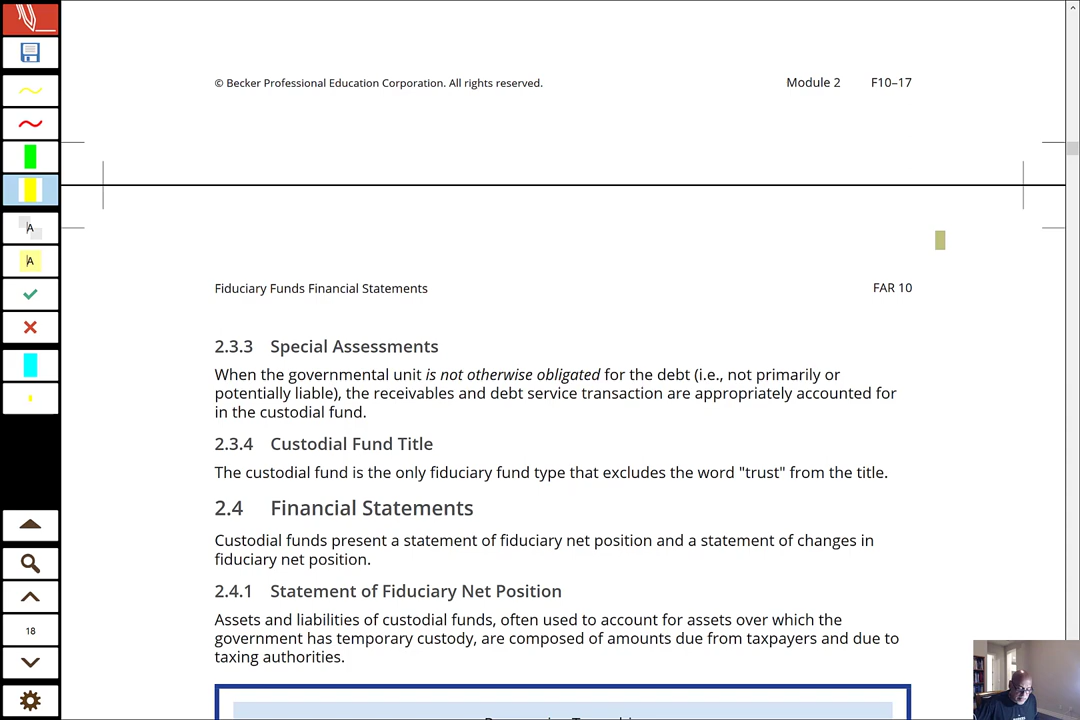 © Becker Professional Education Corporation. All rights reserved. Module 2 F10–17
Fiduciary Funds Financial Statements FAR 10
2.3.3 Special Assessments
When the governmental unit is not otherwise obligated for the debt (i.e., not primarily or
potentially liable), the receivables and debt service transaction are appropriately accounted for
in the custodial fund.
2.3.4 Custodial Fund Title
The custodial fund is the only fiduciary fund type that excludes the word "trust" from the title.
2.4 Financial Statements
Custodial funds present a statement of fiduciary net position and a statement of changes in
fiduciary net position.
2.4.1 Statement of Fiduciary Net Position
Assets and liabilities of custodial funds, often used to account for assets over which the
government has temporary custody, are composed of amounts due from taxpayers and due to
taxing authorities.
A
A
18